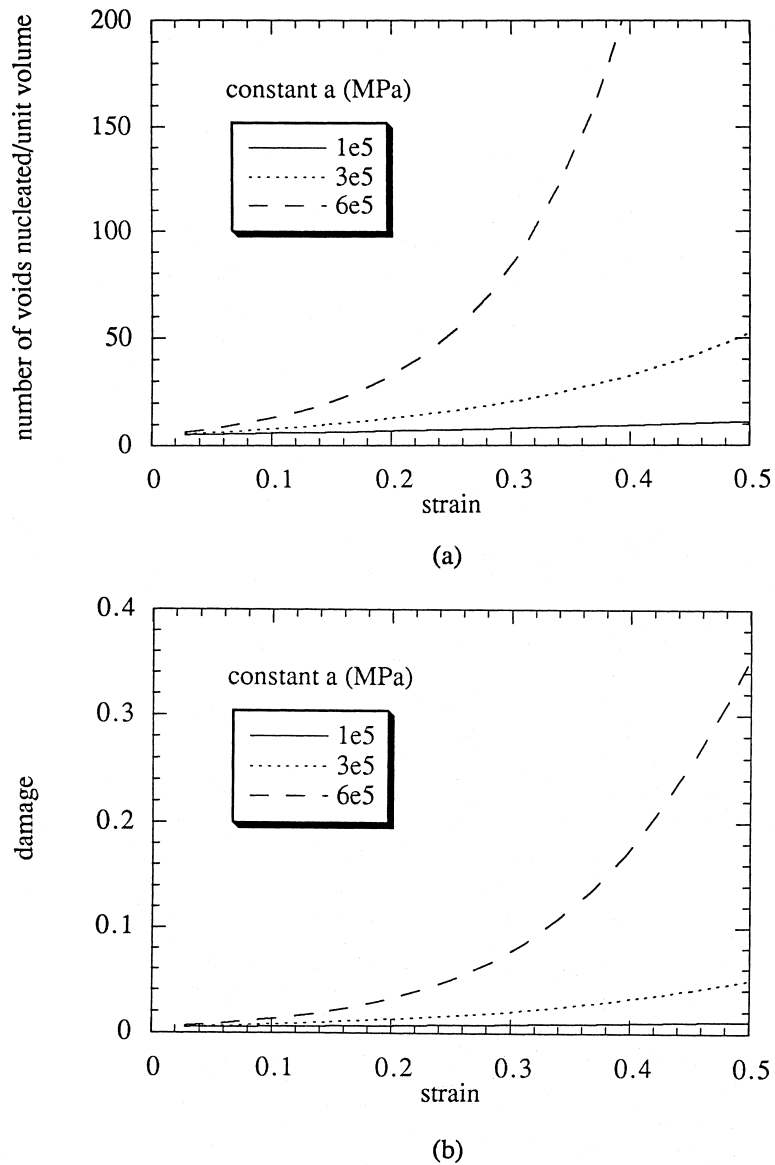 200
150
100
50
0
number of voids nucleated/unit volume
constant a (MPa)
1e5
3e5
6e5
0 0.1 0.2 0.3 0.4 0.5
strain
(a)
0.4
0.3
0.2
0.1
0
damage
constant a (MPa)
1e5
3e5
6e5
0 0.1 0.2 0.3 0.4 0.5
strain
(b)